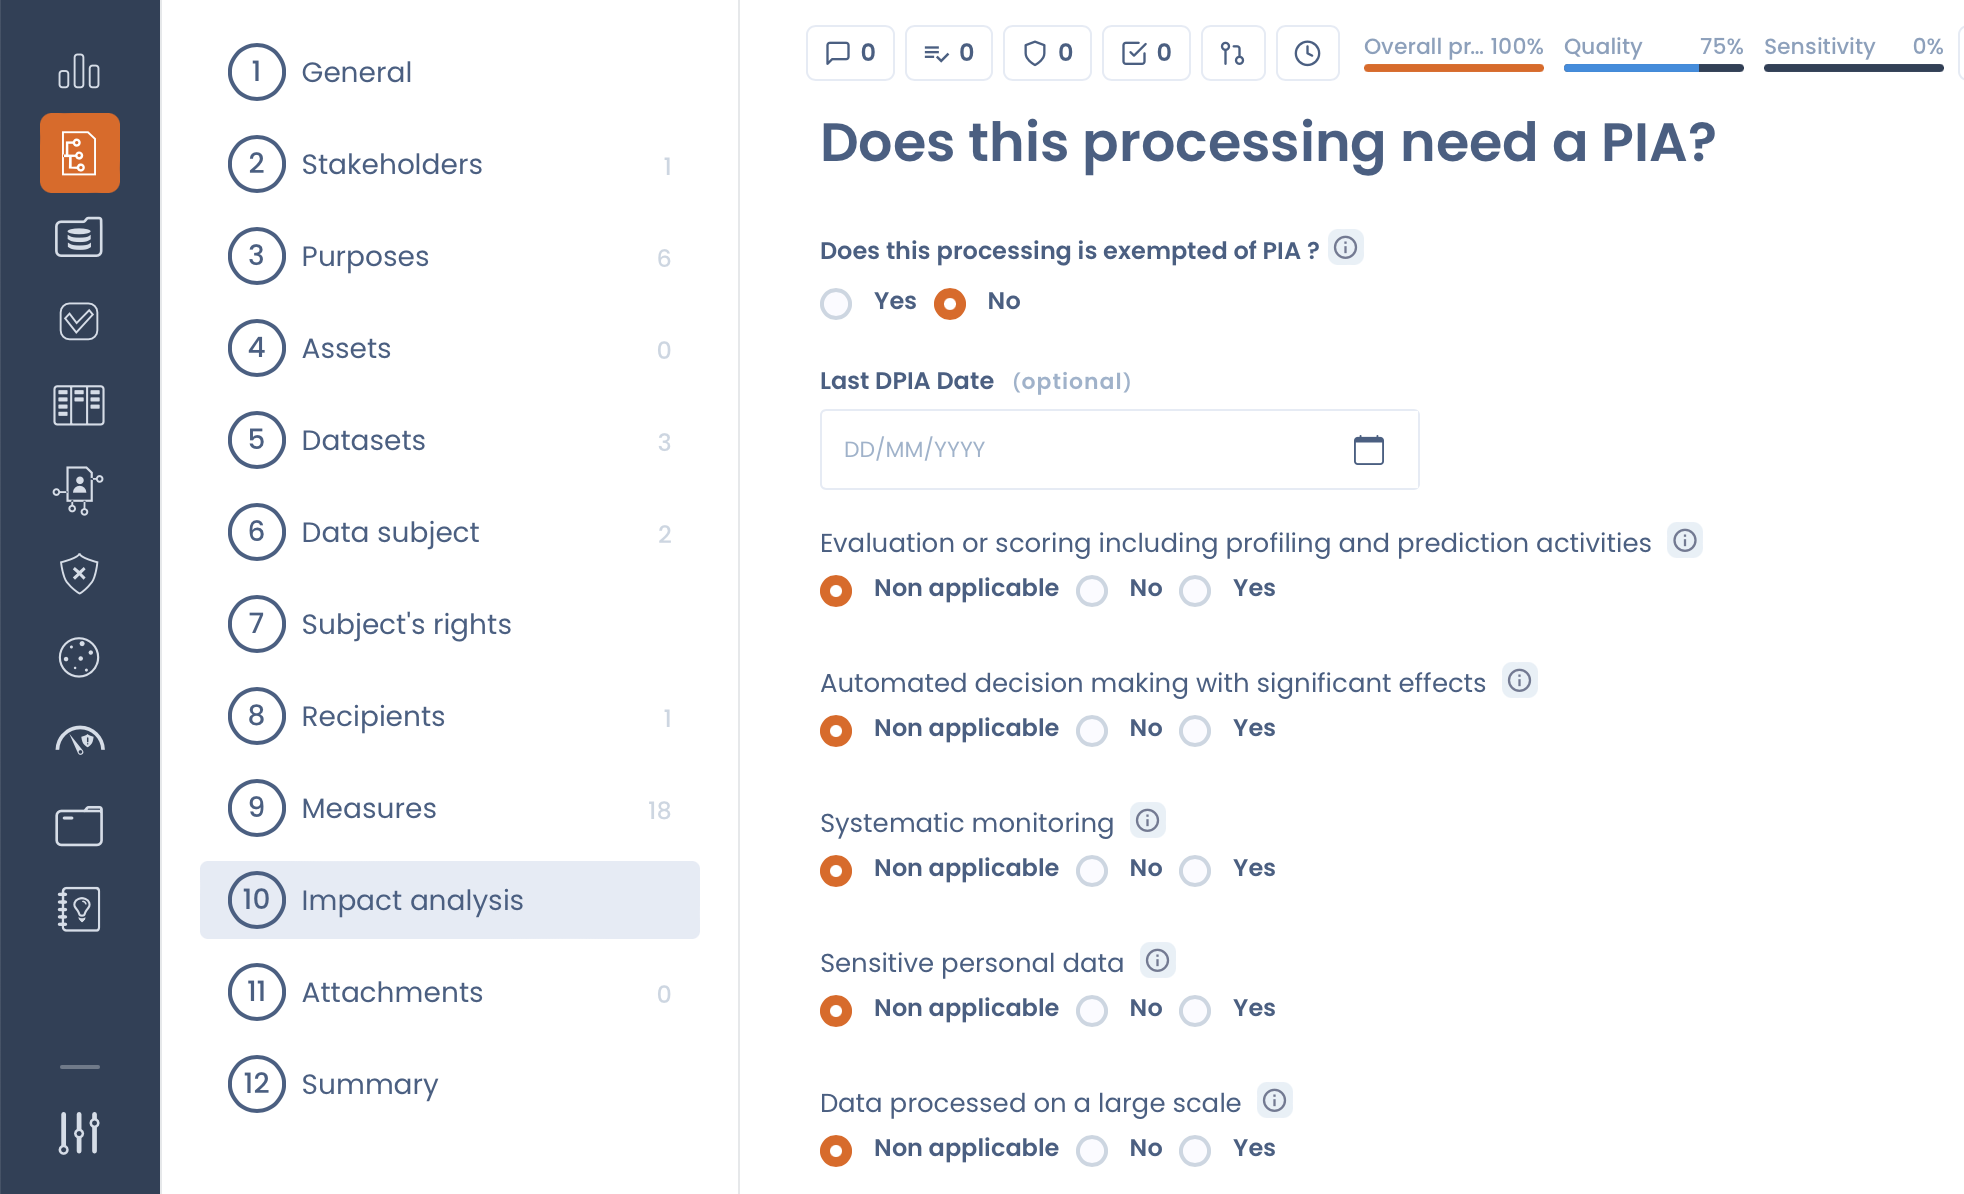 1 General
2 Stakeholders 1
3 Purposes 6
4 Assets 0
5 Datasets 3
6 Data subject 2
7 Subject's rights
8 Recipients 1
9 Measures 18
10 Impact analysis
11 Attachments 0
12 Summary
0 0 0 0 Overall pr... 100% Quality 75% Sensitivity 0%
Does this processing need a PIA?
Does this processing is exempted of PIA ?
Yes No
Last DPIA Date (optional)
DD/MM/YYYY
Evaluation or scoring including profiling and prediction activities
Non applicable No Yes
Automated decision making with significant effects
Non applicable No Yes
Systematic monitoring
Non applicable No Yes
Sensitive personal data
Non applicable No Yes
Data processed on a large scale
Non applicable No Yes